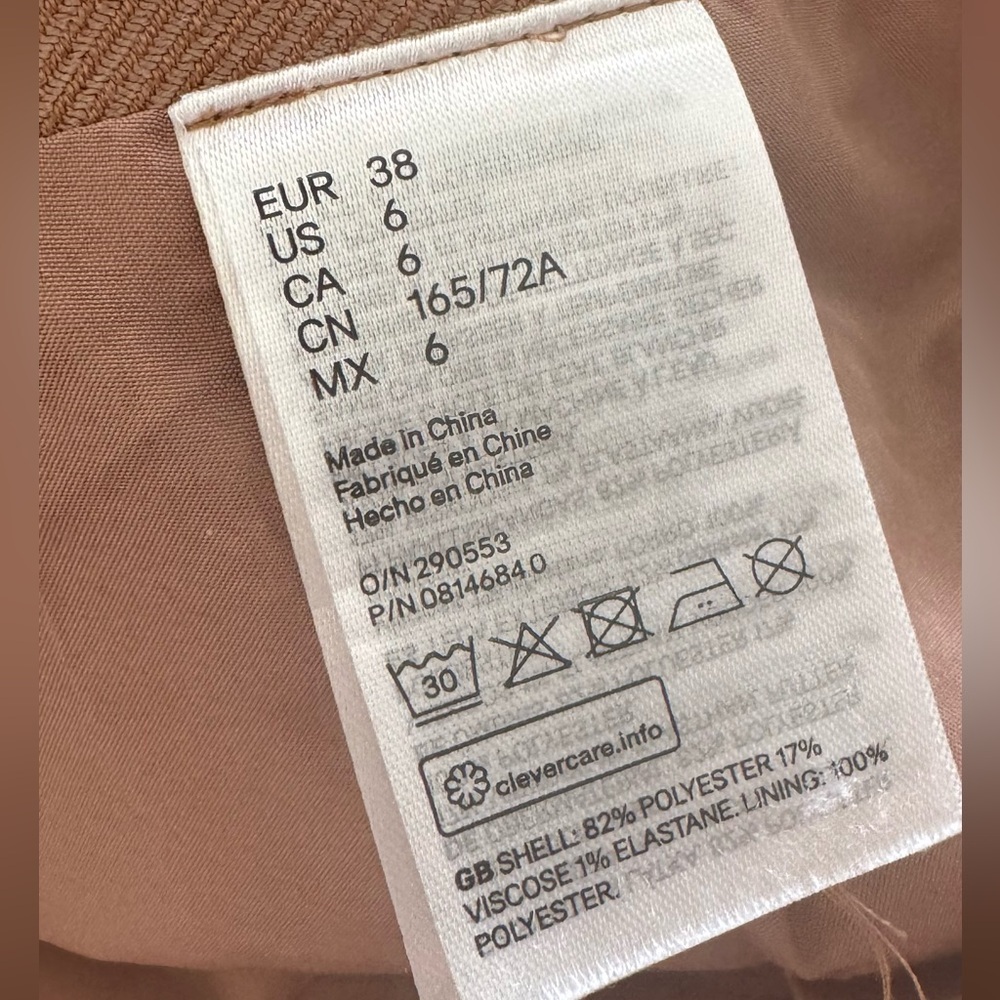 EUR 38
US 6
CA 6
CN 165/72A
MX 6
Made in China
Fabriqué en Chine
Hecho en China
O/N 290553
P/N 0814684.0
30
clevercare.info
GB SHELL: 82% POLYESTER 17%
VISCOSE 1% ELASTANE. LINING: 100%
POLYESTER.